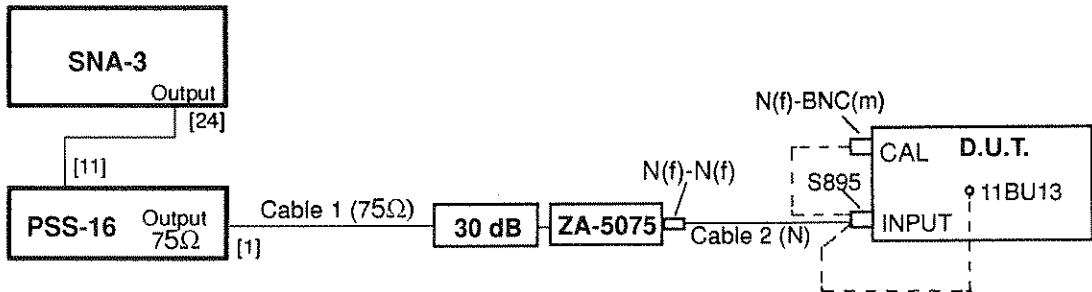 SNA-3
Output
[24]
[11]
PSS-16
Output
75Ω
[1]
Cable 1 (75Ω)
30 dB
ZA-5075
N(f)-N(f)
Cable 2 (N)
N(f)-BNC(m)
S895
CAL
D.U.T.
11BU13
INPUT